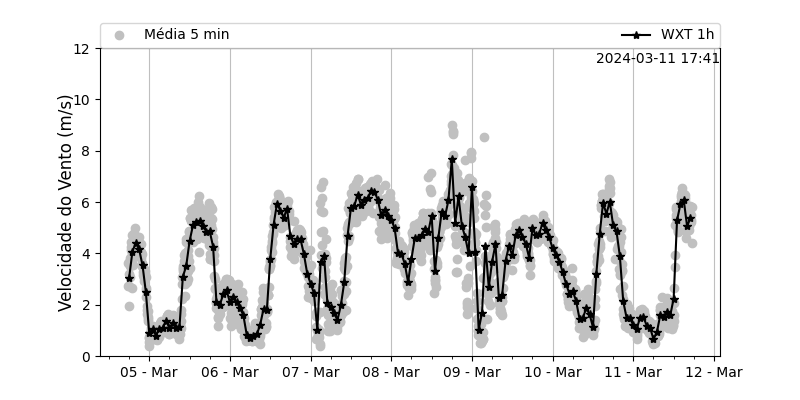 Média 5 min
WXT 1h
2024-03-11 17:41
Velocidade do Vento (m/s)
12
10
8
6
4
2
0
05 - Mar 06 - Mar 07 - Mar 08 - Mar 09 - Mar 10 - Mar 11 - Mar 12 - Mar